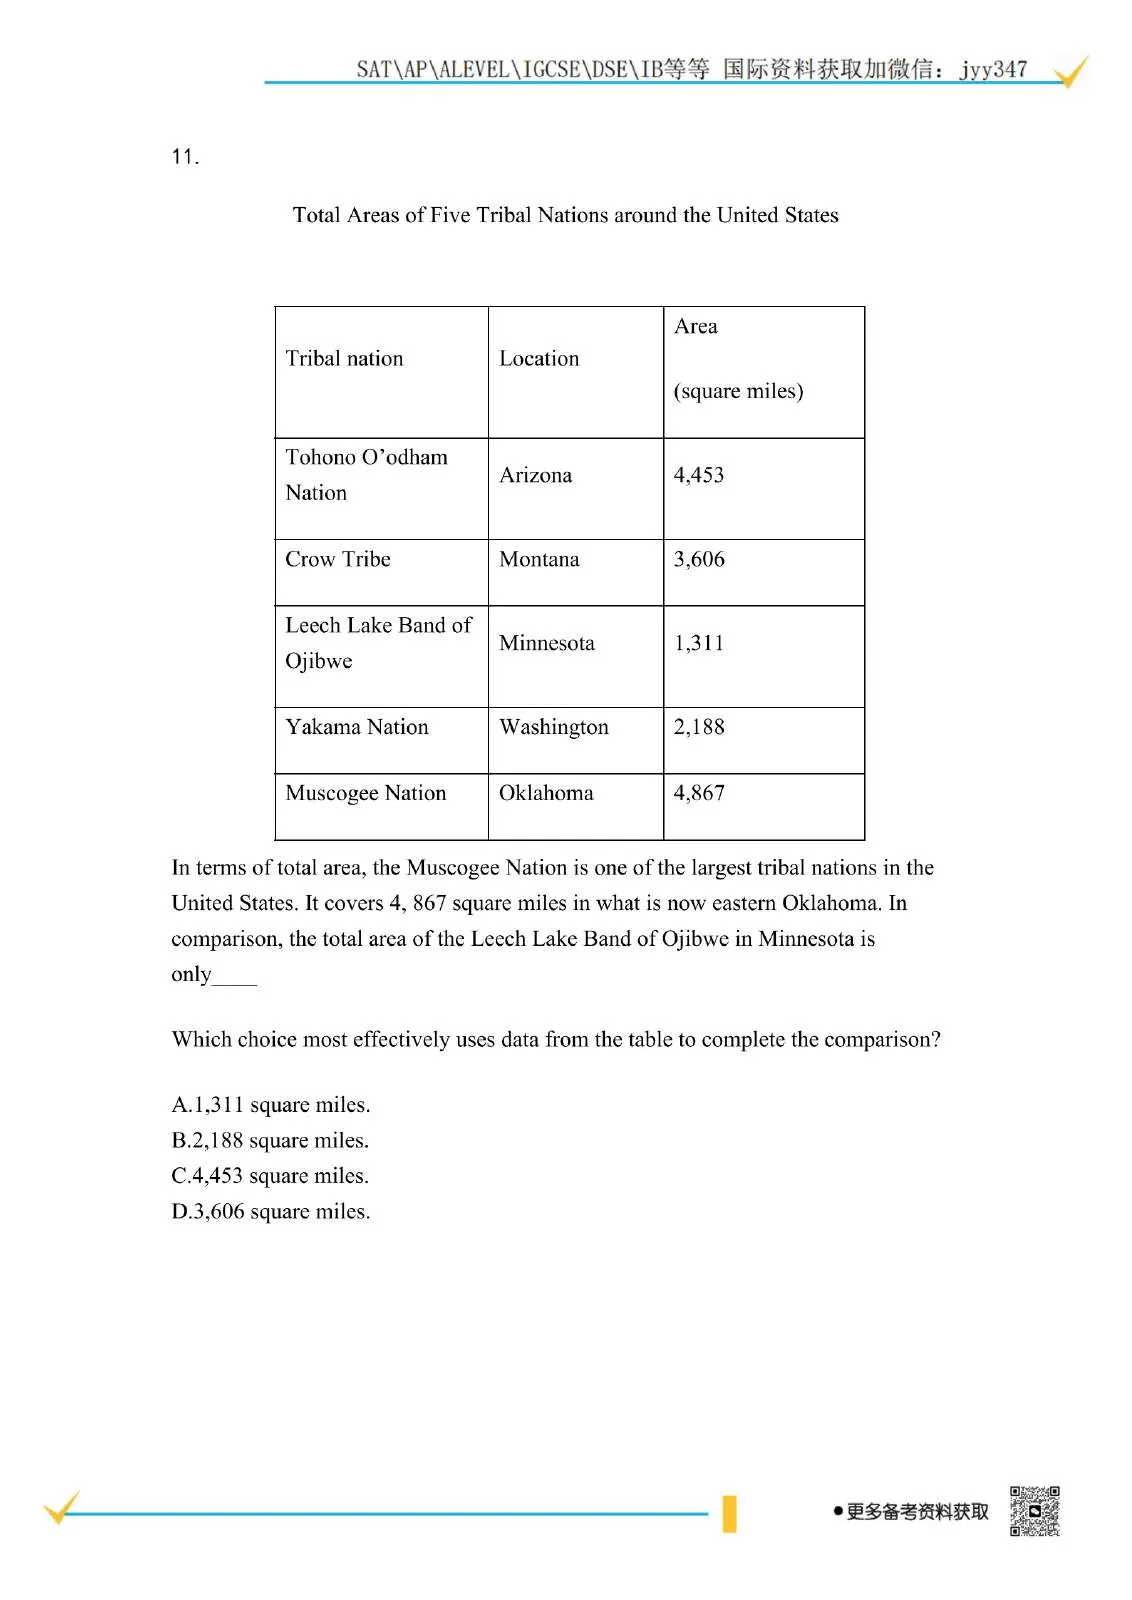 SAT\AP\ALEVEL\IGCSE\DSE\IB等等 国际资料获取加微信：jyy347
11.
Total Areas of Five Tribal Nations around the United States
Tribal nation
Location
Area
(square miles)
Tohono O’odham
Nation
Arizona
4,453
Crow Tribe
Montana
3,606
Leech Lake Band of
Ojibwe
Minnesota
1,311
Yakama Nation
Washington
2,188
Muscogee Nation
Oklahoma
4,867
In terms of total area, the Muscogee Nation is one of the largest tribal nations in the
United States. It covers 4, 867 square miles in what is now eastern Oklahoma. In
comparison, the total area of the Leech Lake Band of Ojibwe in Minnesota is
only____
Which choice most effectively uses data from the table to complete the comparison?
A.1,311 square miles.
B.2,188 square miles.
C.4,453 square miles.
D.3,606 square miles.
●更多备考资料获取